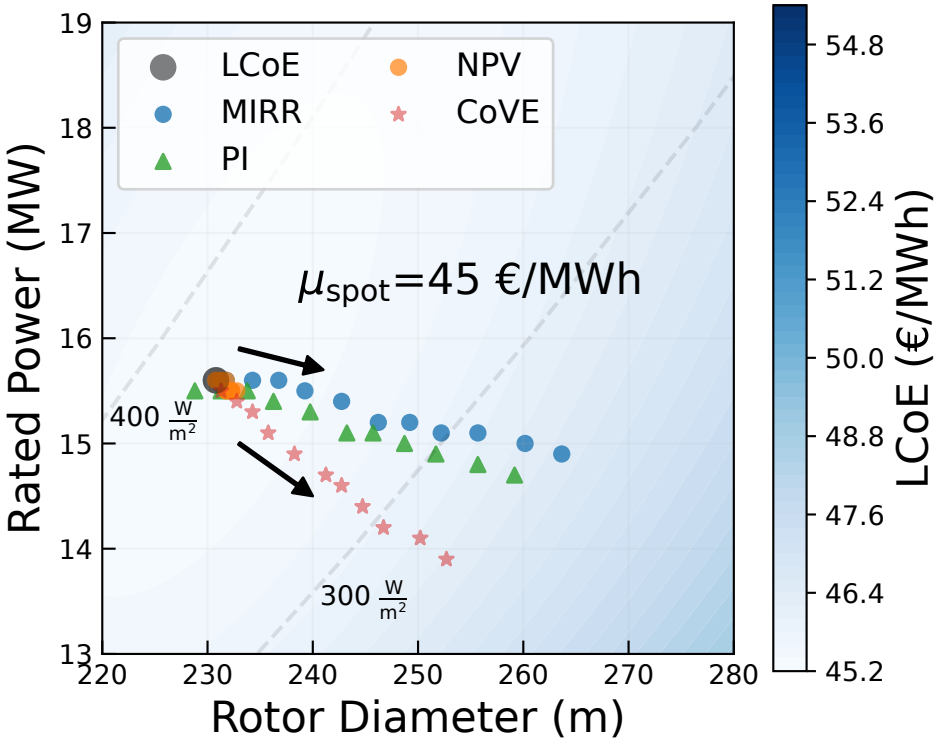 19
18
17
16
15
14
13
220
230
240
250
260
270
280
Rated Power (MW)
Rotor Diameter (m)
LCoE
MIRR
PI
NPV
CoVE
μspot=45 €/MWh
400 W/m²
300 W/m²
54.8
53.6
52.4
51.2
50.0
48.8
47.6
46.4
45.2
LCoE (€/MWh)